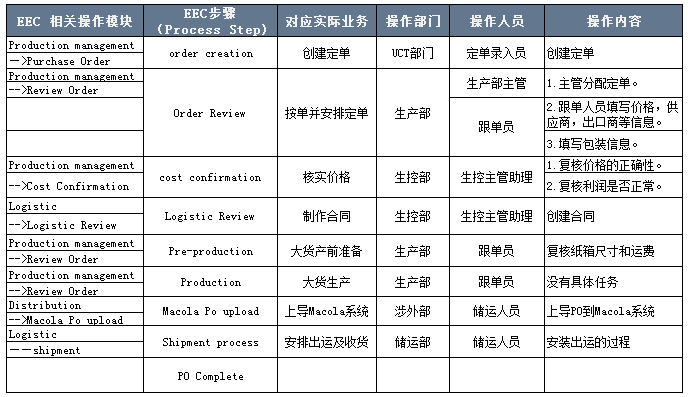 EEC 相关操作模块 EEC步骤 (Process Step) 对应实际业务 操作部门 操作人员 操作内容
Production management
—>Purchase Order
order creation 创建定单 UCT部门 定单录入员 创建定单
Production management
-->Review Order
Order Review 按单并安排定单 生产部
生产部主管 1.主管分配定单。
跟单员
2.跟单人员填写价格，供
应商，出口商等信息。
3.填写包装信息。
Production management
-->Cost Confirmation
cost confirmation 核实价格 生控部 生控主管助理
1.复核价格的正确性。
2.复核利润是否正常。
Logistic
-->Logistic Review
Logistic Review 制作合同 生控部 生控主管助理 创建合同
Production management
-->Review Order
Pre-production 大货产前准备 生产部 跟单员 复核纸箱尺寸和运费
Production management
-->Review Order
Production 大货生产 生产部 跟单员 没有具体任务
Distribution
-->Macola Po upload
Macola Po upload 上导Macola系统 涉外部 储运人员 上导PO到Macola系统
Logistic
——shipment
Shipment process 安排出运及收货 储运部 储运人员 安装出运的过程
PO Complete